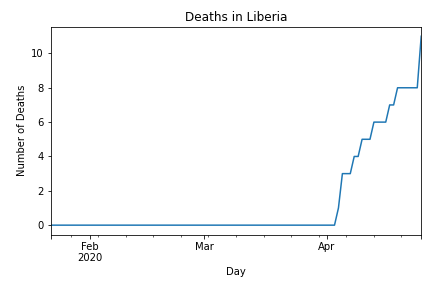 Deaths in Liberia
Number of Deaths
10
8
6
4
2
0
Feb
2020
Mar
Apr
Day